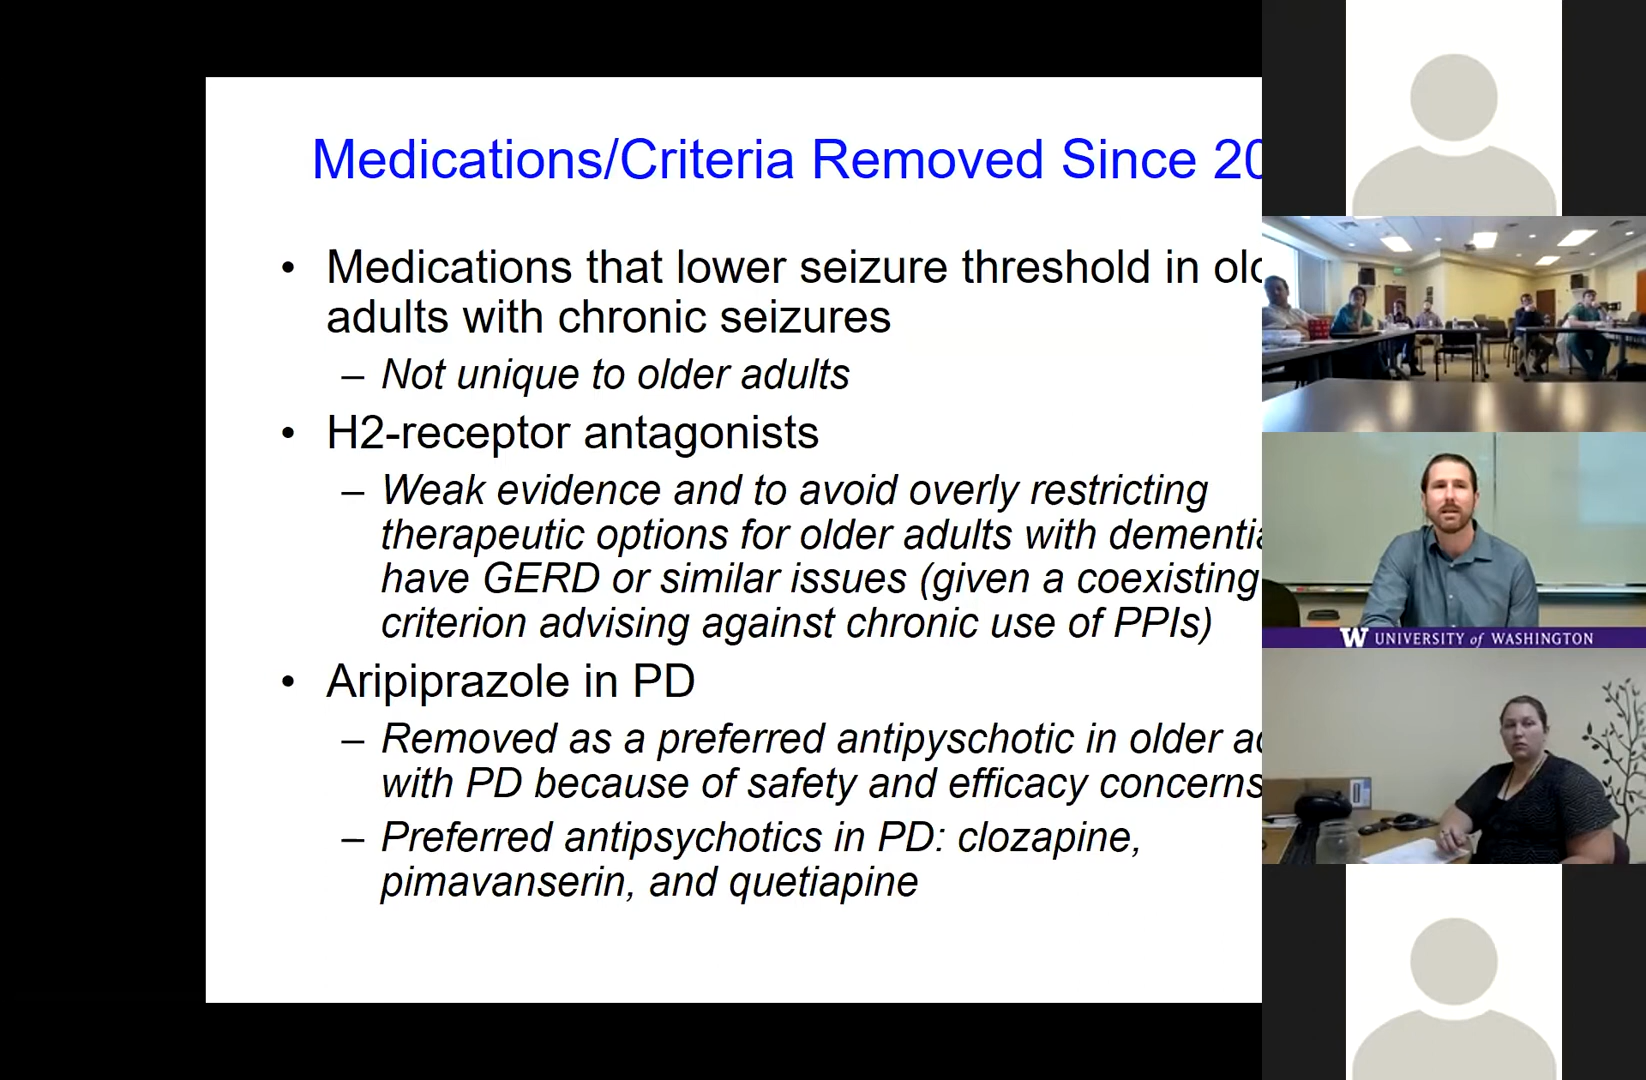 Medications/Criteria Removed Since 20
• Medications that lower seizure threshold in
adults with chronic seizures
– Not unique to older adults
• H2-receptor antagonists
– Weak evidence and to avoid overly restricting
therapeutic options for older adults with dementia
have GERD or similar issues (given a coexisting
criterion advising against chronic use of PPIs)
• Aripiprazole in PD
– Removed as a preferred antipyschotic in older
with PD because of safety and efficacy concerns
– Preferred antipsychotics in PD: clozapine,
pimavanserin, and quetiapine
W UNIVERSITY of WASHINGTON